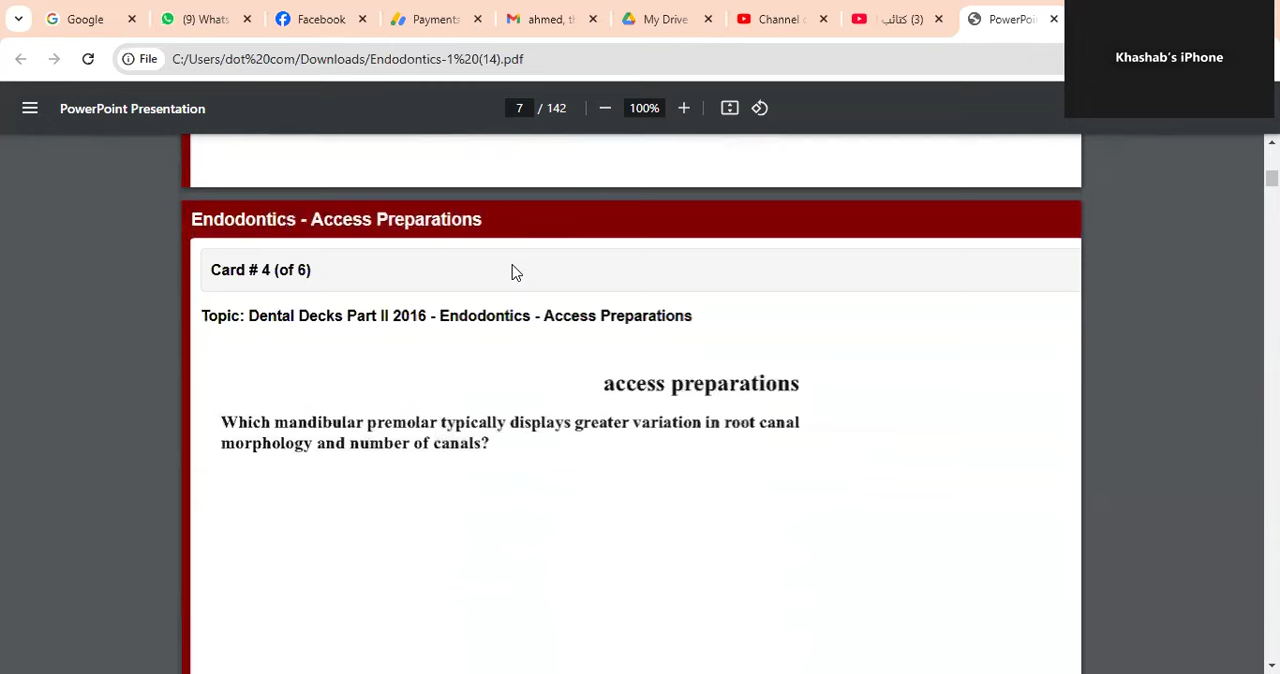 Google
(9) Whats
Facebook
Payments
ahmed, th
My Drive
Channel c
(3) كتائب
PowerPoi
File
C:/Users/dot%20com/Downloads/Endodontics-1%20(14).pdf
Khashab's iPhone
PowerPoint Presentation
7 / 142
100%
Endodontics - Access Preparations
Card # 4 (of 6)
Topic: Dental Decks Part II 2016 - Endodontics - Access Preparations
access preparations
Which mandibular premolar typically displays greater variation in root canal
morphology and number of canals?